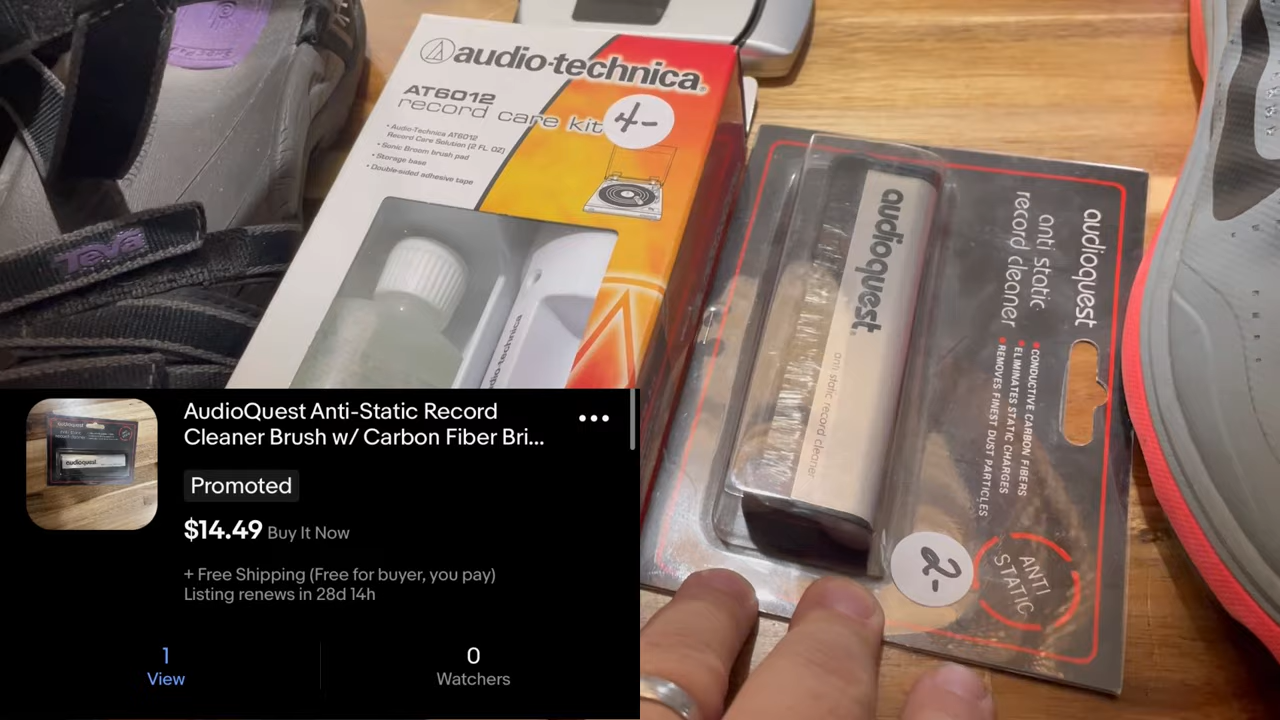 Teva
audio-technica
AT6012
record care kit
4-
• Audio-Technica AT6012
Record Care Solution [2 FL OZ]
• Sonic Broom brush pad
• Storage base
• Double-sided adhesive tape
audio-technica
audioquest
anti static record cleaner
audioquest
anti static
record cleaner
CONDUCTIVE CARBON FIBERS
ELIMINATES STATIC CHARGES
REMOVES FINEST DUST PARTICLES
ANTI
STATIC
2-
AudioQuest Anti-Static Record
Cleaner Brush w/ Carbon Fiber Bri...
Promoted
$14.49 Buy It Now
+ Free Shipping (Free for buyer, you pay)
Listing renews in 28d 14h
1
View
0
Watchers